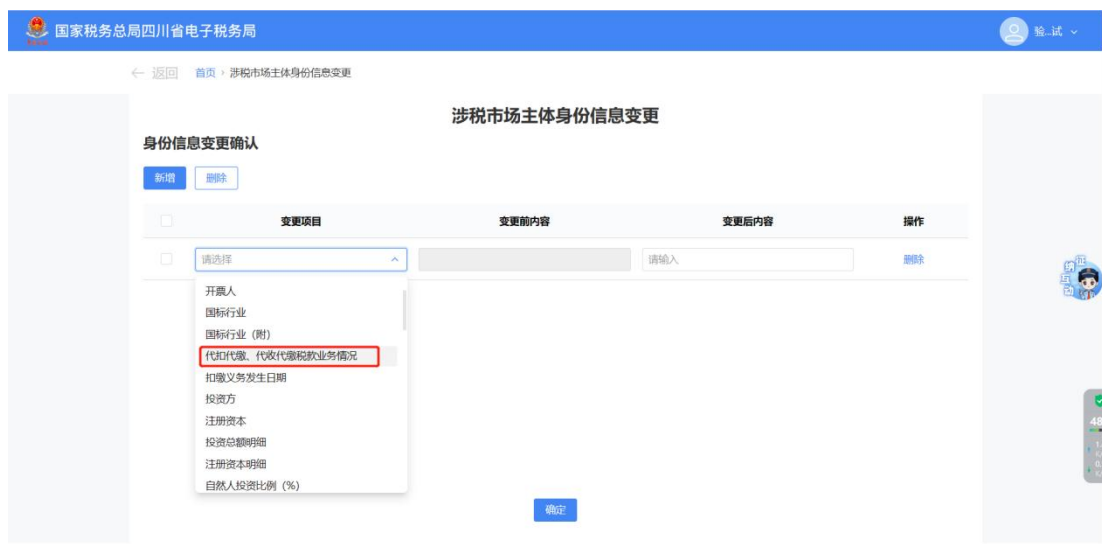 国家税务总局四川省电子税务局
验...试
← 返回 首页 › 涉税市场主体身份信息变更
涉税市场主体身份信息变更
身份信息变更确认
新增 删除
变更项目 变更前内容 变更后内容 操作
请选择 请输入 删除
开票人
国标行业
国标行业（附）
代扣代缴、代收代缴税款业务情况
扣缴义务发生日期
投资方
注册资本
投资总额明细
注册资本明细
自然人投资比例（%）
确定
征纳互动
48